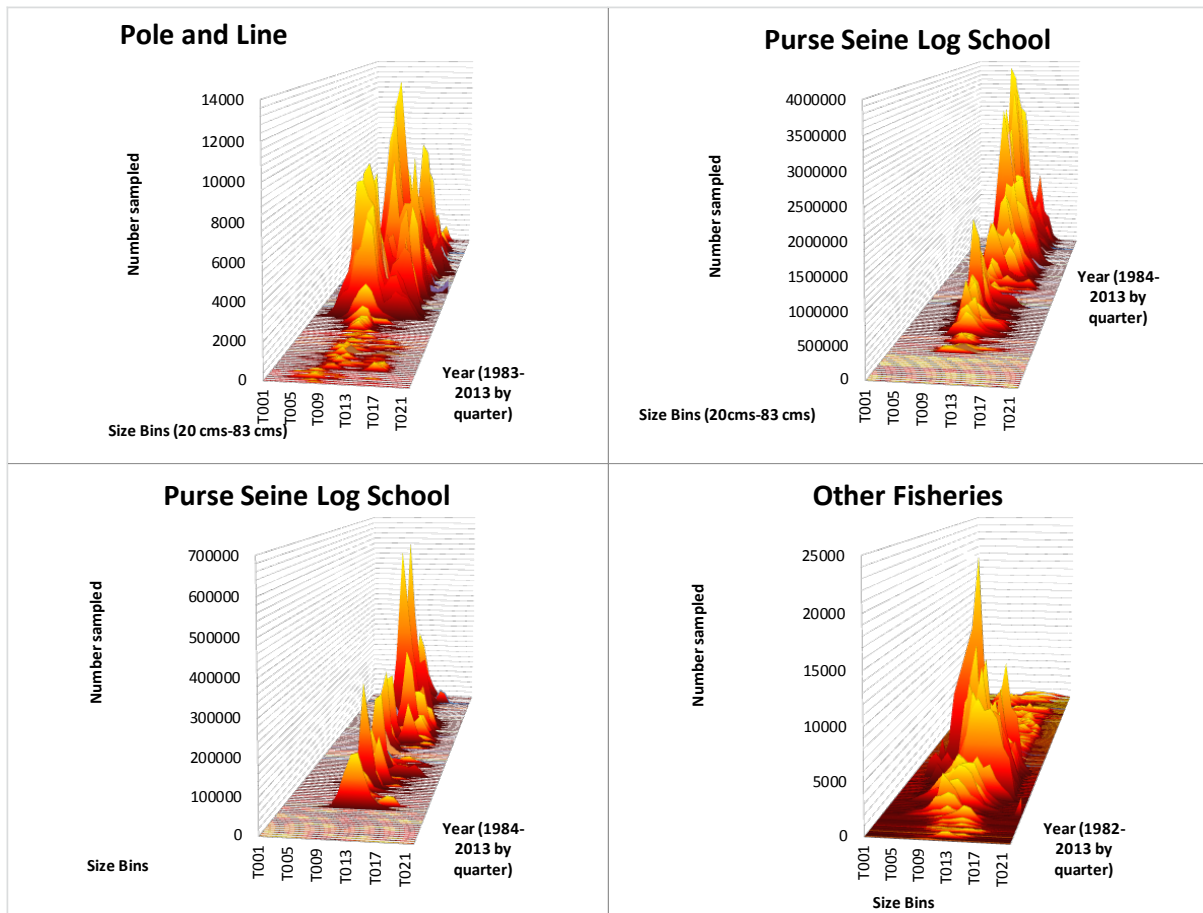 Pole and Line
14000
12000
10000
8000
6000
4000
2000
0
Number sampled
T001
T005
T009
T013
T017
T021
Year (1983-
2013 by
quarter)
Size Bins (20 cms-83 cms)
Purse Seine Log School
4000000
3500000
3000000
2500000
2000000
1500000
1000000
500000
0
Number sampled
T001
T005
T009
T013
T017
T021
Year (1984-
2013 by
quarter)
Size Bins (20cms-83 cms)
Purse Seine Log School
700000
600000
500000
400000
300000
200000
100000
0
Number sampled
T001
T005
T009
T013
T017
T021
Year (1984-
2013 by
quarter)
Size Bins
Other Fisheries
25000
20000
15000
10000
5000
0
Number sampled
T001
T005
T009
T013
T017
T021
Year (1982-
2013 by
quarter)
Size Bins